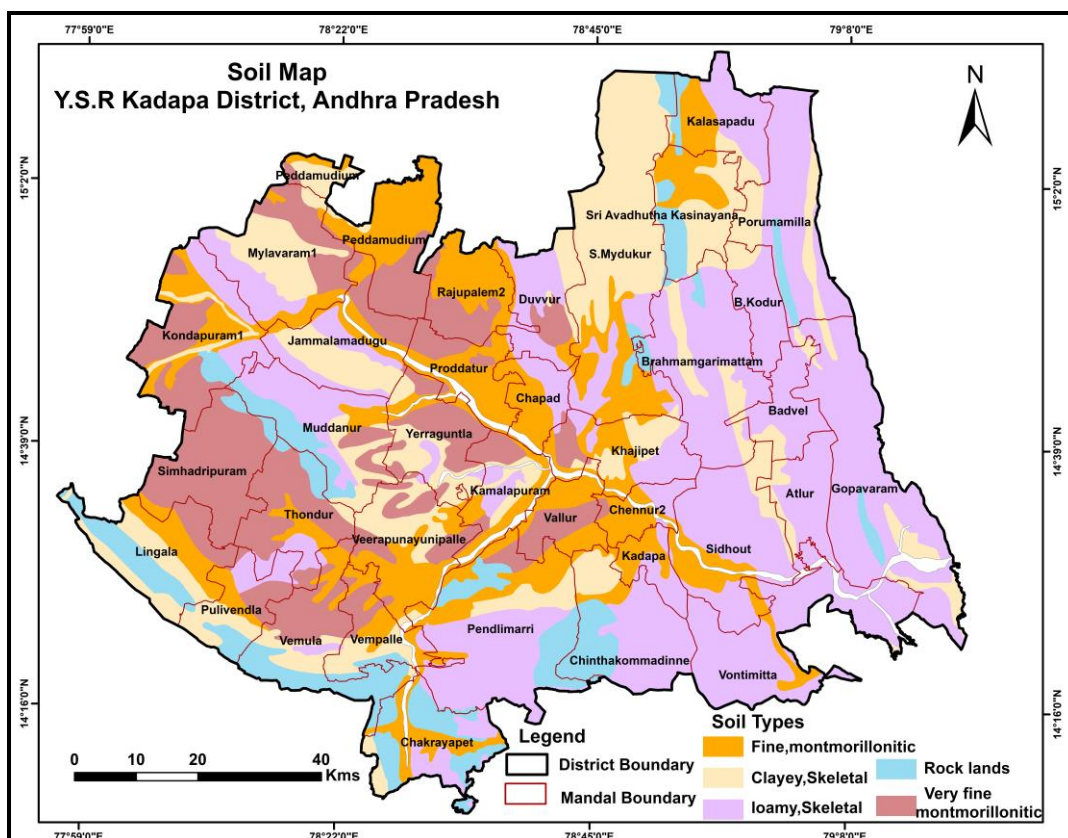 77°59'0"E
78°22'0"E
78°45'0"E
79°8'0"E
Soil Map
Y.S.R Kadapa District, Andhra Pradesh
N
15°2'0"N
15°2'0"N
14°39'0"N
14°39'0"N
14°16'0"N
14°16'0"N
Kalasapadu
Peddamudium
Sri Avadhutha Kasinayana
Porumamilla
Peddamudium
Mylavaram1
S.Mydukur
Rajupalem2
Duvvur
B.Kodur
Kondapuram1
Jammalamadugu
Brahmamgarimattam
Proddatur
Chapad
Badvel
Muddanur
Yerraguntla
Khajipet
Simhadripuram
Kamalapuram
Atlur
Gopavaram
Thondur
Vallur
Chennur2
Veerapunayunipalle
Lingala
Kadapa
Sidhout
Pulivendla
Vemula
Vempalle
Pendlimarri
Chinthakommadinne
Vontimitta
Chakrayapet
0 10 20 40
Kms
Legend
District Boundary
Mandal Boundary
Soil Types
Fine,montmorillonitic
Clayey,Skeletal
loamy,Skeletal
Rock lands
Very fine
montmorillonitic
77°59'0"E
78°22'0"E
78°45'0"E
79°8'0"E